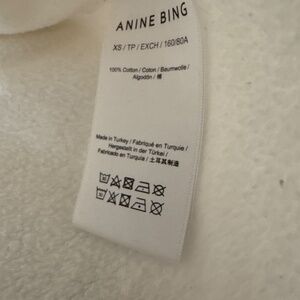 ANINE BING
XS / TP / EXCH / 160/80A
100% Cotton / Coton / Baumwolle /
Algodón / 棉
Made in Turkey / Fabriqué en Turquie /
Hergestellt in der Türkei /
Fabricado en Turquía / 土耳其制造